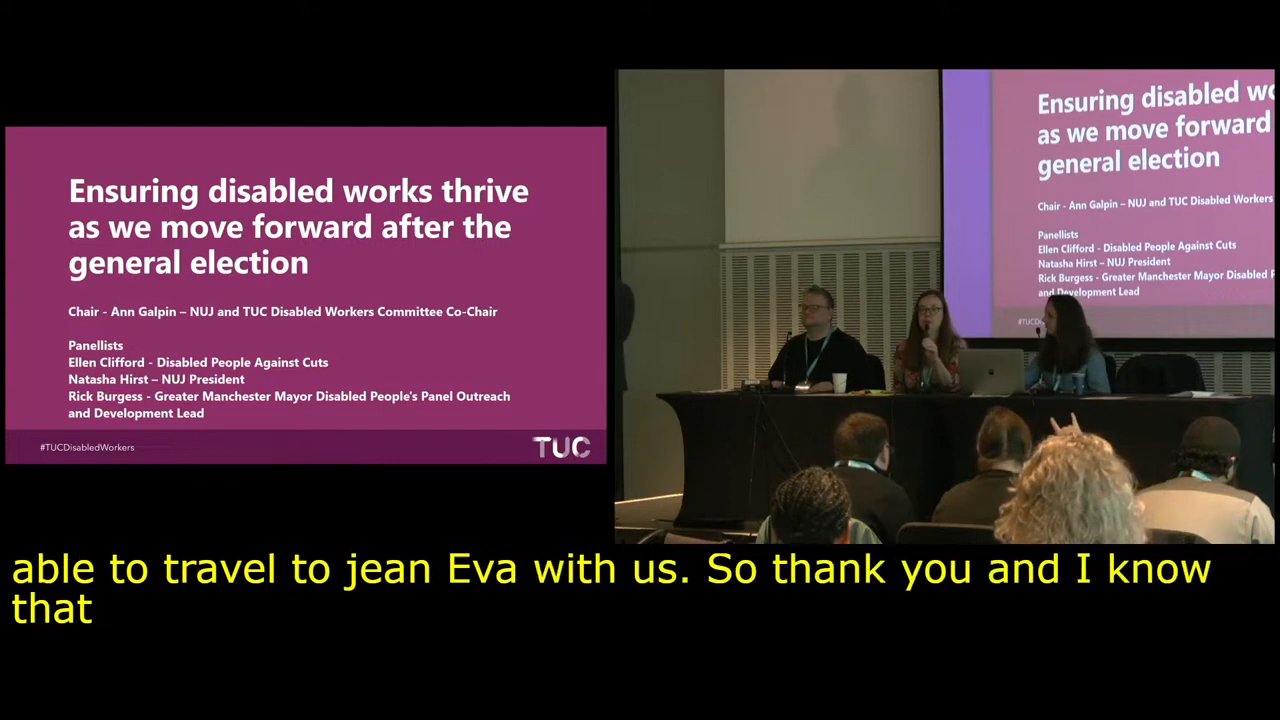 Ensuring disabled works thrive
as we move forward after the
general election
Chair - Ann Galpin – NUJ and TUC Disabled Workers Committee Co-Chair
Panellists
Ellen Clifford - Disabled People Against Cuts
Natasha Hirst – NUJ President
Rick Burgess - Greater Manchester Mayor Disabled People's Panel Outreach
and Development Lead
#TUCDisabledWorkers
TUC
Ensuring disabled wo
as we move forward
general election
Chair - Ann Galpin – NUJ and TUC Disabled Workers
Panellists
Ellen Clifford - Disabled People Against Cuts
Natasha Hirst – NUJ President
Rick Burgess - Greater Manchester Mayor Disabled P
and Development Lead
able to travel to jean Eva with us. So thank you and I know
that